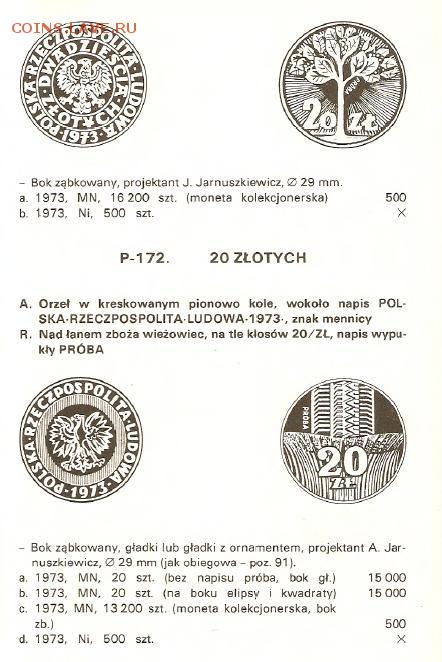 COINS.LAVE.RU
POLSKA·RZECZPOSPOLITA·LUDOWA·1973·
DWADZIEŚCIA ZŁOTYCH
20 ZŁ
– Bok ząbkowany, projektant J. Jarnuszkiewicz, Ø 29 mm.
a. 1973, MN, 16 200 szt. (moneta kolekcjonerska) 500
b. 1973, Ni, 500 szt. ×
P-172. 20 ZŁOTYCH
A. Orzeł w kreskowanym pionowo kole, wokoło napis POL-
SKA·RZECZPOSPOLITA·LUDOWA·1973·, znak mennicy
R. Nad łanem zboża wieżowiec, na tle kłosów 20/ZŁ, napis wypu-
kły PRÓBA
POLSKA·RZECZPOSPOLITA·LUDOWA·1973·
PRÓBA
20
ZŁ
– Bok ząbkowany, gładki lub gładki z ornamentem, projektant A. Jar-
nuszkiewicz, Ø 29 mm (jak obiegowa – poz. 91).
a. 1973, MN, 20 szt. (bez napisu próba, bok gł.) 15 000
b. 1973, MN, 20 szt. (na boku elipsy i kwadraty) 15 000
c. 1973, MN, 13 200 szt. (moneta kolekcjonerska, bok
zb.) 500
d. 1973, Ni, 500 szt. ×